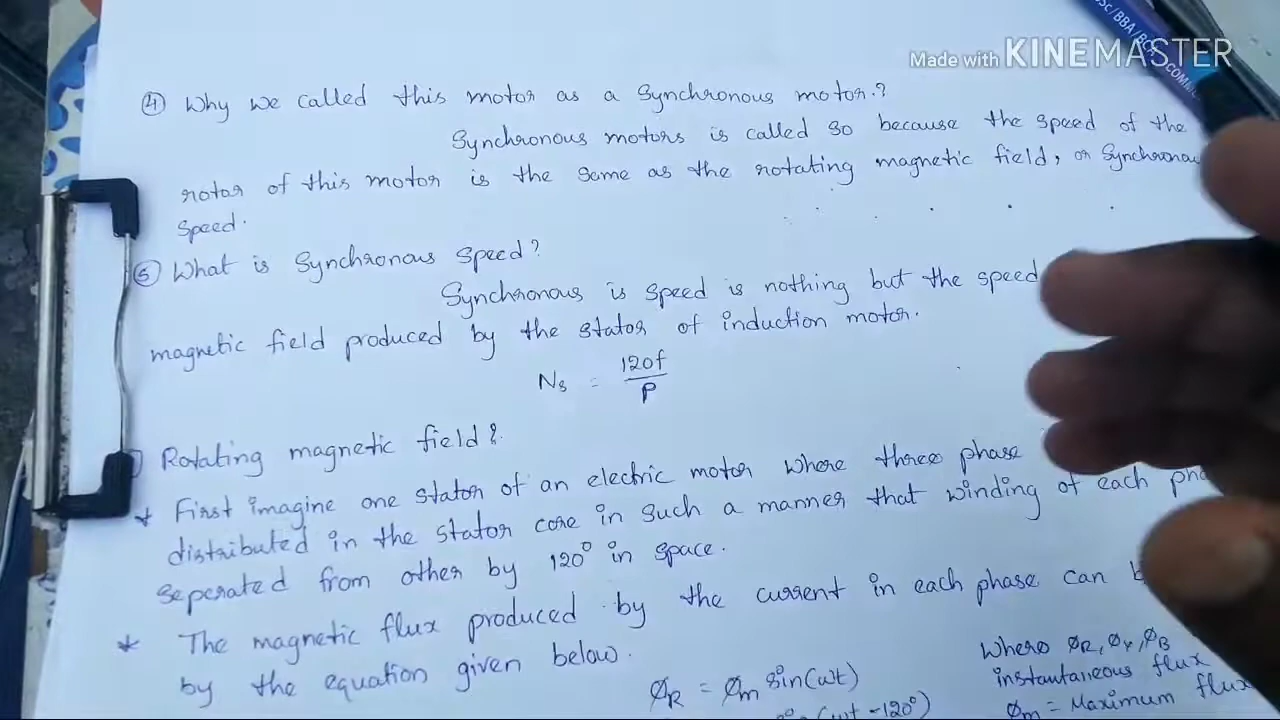 Made with KINEMASTER
④ Why we called this motor as a Synchronous motor.?
Synchronous motors is called so because the speed of the
rotor of this motor is the same as the rotating magnetic field, or
Speed.
⑤ What is Synchronous Speed?
Synchronous is speed is nothing but the speed
magnetic field produced by the stator of induction motor.
Ns = 120f
P
Rotating magnetic field?
* First imagine one stator of an electric motor where three phase
distributed in the stator core in such a manner that winding of each
seperated from other by 120° in space.
* The magnetic flux produced by the current in each phase can
by the equation given below.
Where ØR, ØY, ØB
ØR = Øm sin(wt)
instantaneous flux
(wt -120°)
Øm = Maximum flux